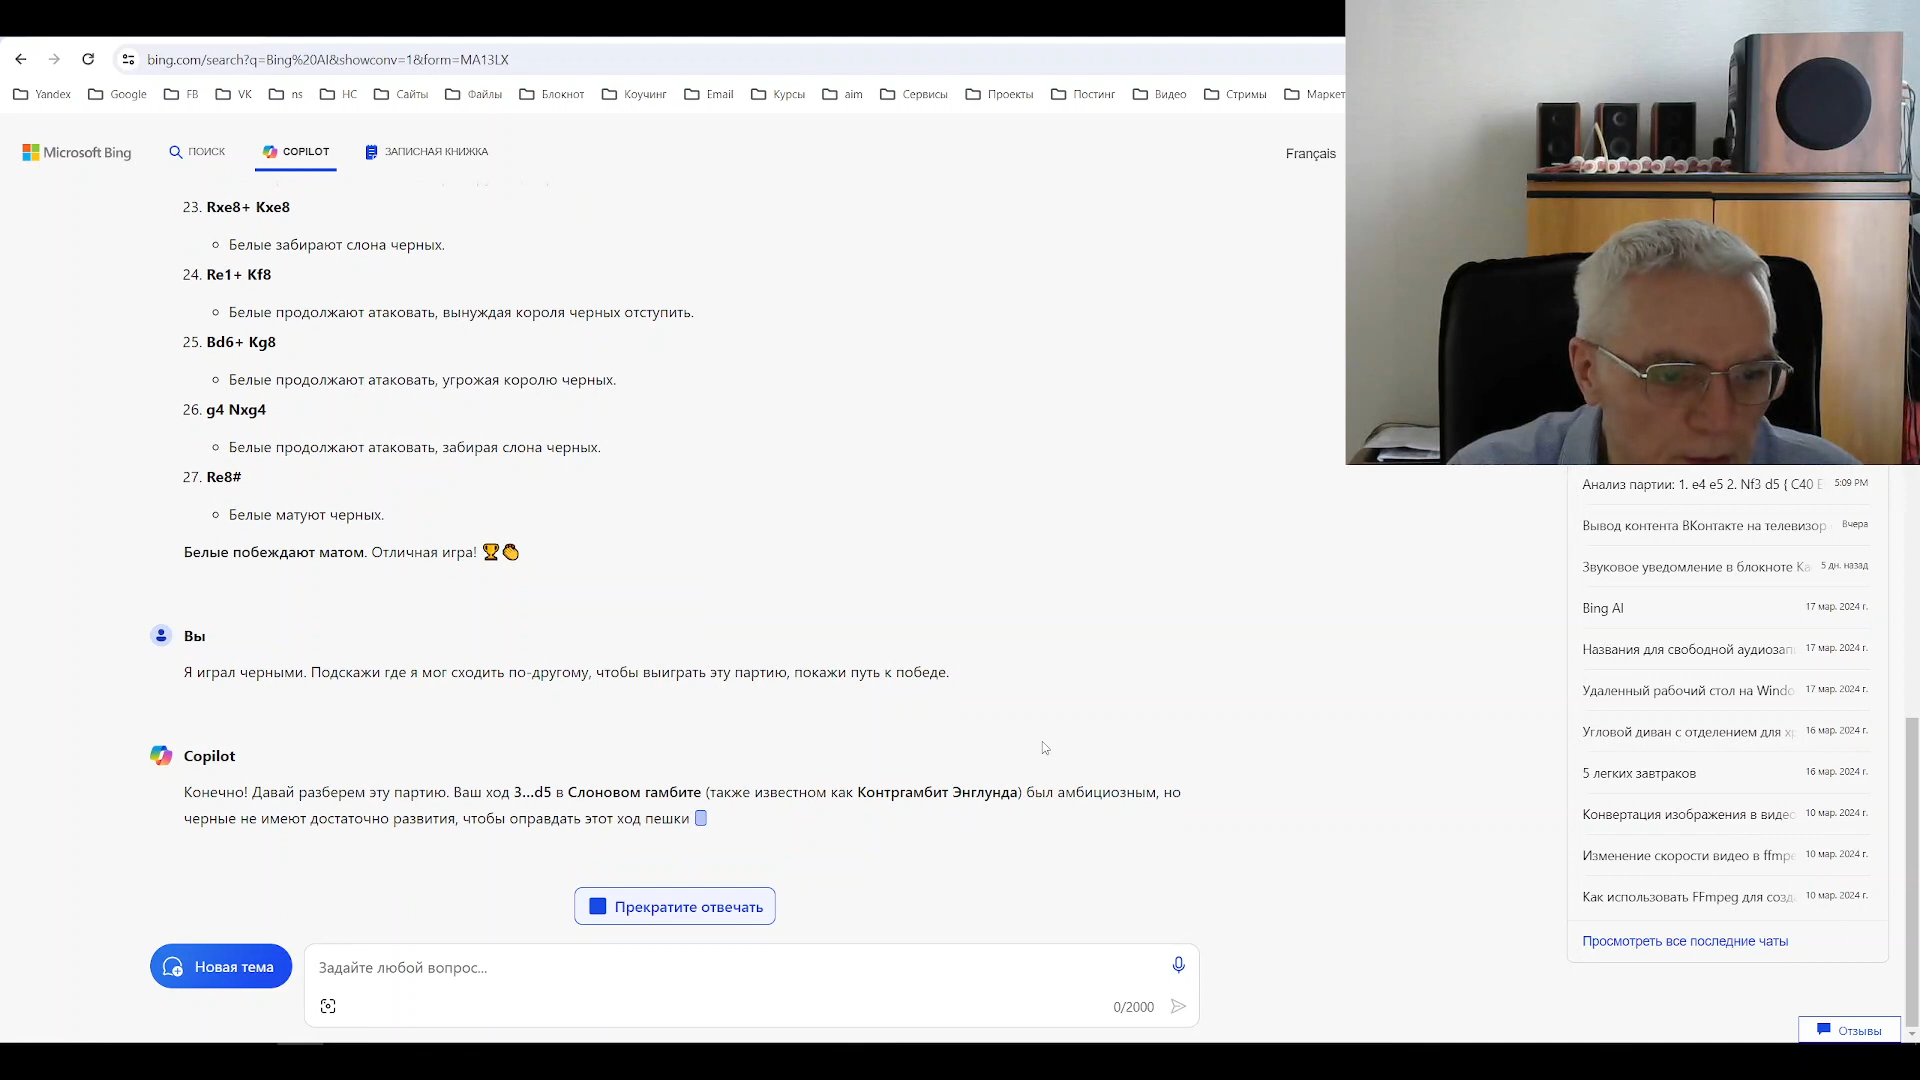 bing.com/search?q=Bing%20AI&showconv=1&form=MA13LX
Yandex Google FB VK ns НС Сайты Файлы Блокнот Коучинг Email Курсы aim Сервисы Проекты Постинг Видео Стримы Маркет
Microsoft Bing ПОИСК COPILOT ЗАПИСНАЯ КНИЖКА Français
23. Rxe8+ Kxe8
Белые забирают слона черных.
24. Re1+ Kf8
Белые продолжают атаковать, вынуждая короля черных отступить.
25. Bd6+ Kg8
Белые продолжают атаковать, угрожая королю черных.
26. g4 Nxg4
Белые продолжают атаковать, забирая слона черных.
27. Re8#
Белые матуют черных.
Белые побеждают матом. Отличная игра! 🏆👏
Вы
Я играл черными. Подскажи где я мог сходить по-другому, чтобы выиграть эту партию, покажи путь к победе.
Copilot
Конечно! Давай разберем эту партию. Ваш ход 3...d5 в Слоновом гамбите (также известном как Контргамбит Энглунда) был амбициозным, но
черные не имеют достаточно развития, чтобы оправдать этот ход пешки
Прекратите отвечать
Новая тема
Задайте любой вопрос...
0/2000
Анализ партии: 1. e4 e5 2. Nf3 d5 { C40 5:09 PM
Вывод контента ВКонтакте на телевизор Вчера
Звуковое уведомление в блокноте Ka 5 дн. назад
Bing AI 17 мар. 2024 г.
Названия для свободной аудиозап 17 мар. 2024 г.
Удаленный рабочий стол на Windo 17 мар. 2024 г.
Угловой диван с отделением для хр 16 мар. 2024 г.
5 легких завтраков 16 мар. 2024 г.
Конвертация изображения в видео 10 мар. 2024 г.
Изменение скорости видео в ffmpe 10 мар. 2024 г.
Как использовать FFmpeg для созд 10 мар. 2024 г.
Просмотреть все последние чаты
Отзывы